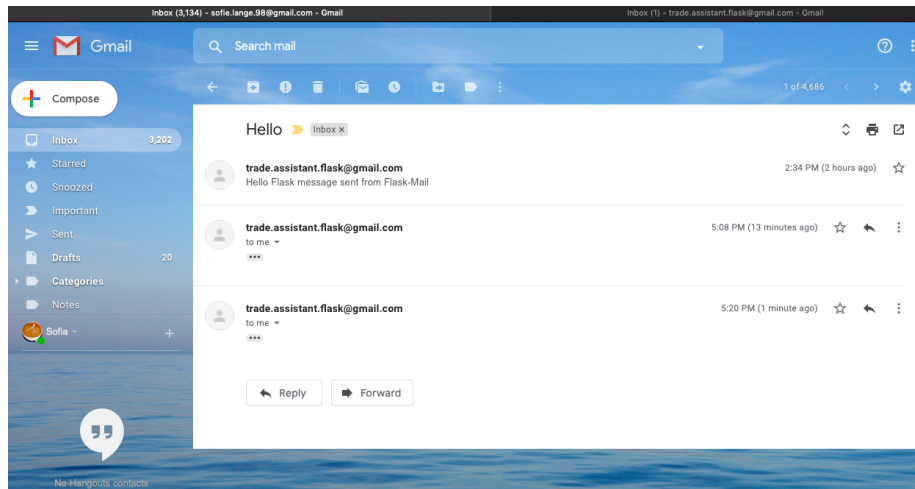 Inbox (3,134) - sofie.lange.98@gmail.com - Gmail
Inbox (1) - trade.assistant.flask@gmail.com - Gmail
Gmail
Search mail
Compose
1 of 4,686
Inbox 3,202
Starred
Snoozed
Important
Sent
Drafts 20
Categories
Notes
Sofia
No Hangouts contacts
Hello
Inbox ×
trade.assistant.flask@gmail.com 2:34 PM (2 hours ago)
Hello Flask message sent from Flask-Mail
trade.assistant.flask@gmail.com 5:08 PM (13 minutes ago)
to me
trade.assistant.flask@gmail.com 5:20 PM (1 minute ago)
to me
Reply Forward